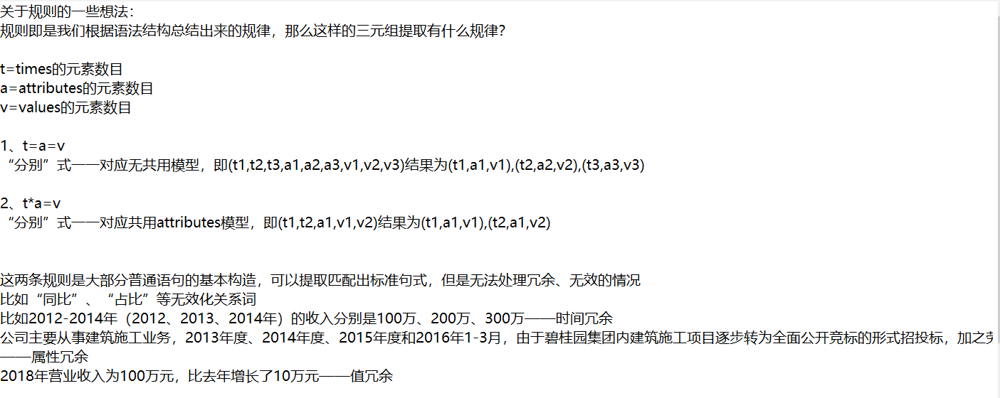 关于规则的一些想法：
规则即是我们根据语法结构总结出来的规律，那么这样的三元组提取有什么规律？
t=times的元素数目
a=attributes的元素数目
v=values的元素数目
1、t=a=v
“分别”式——对应无共用模型，即(t1,t2,t3,a1,a2,a3,v1,v2,v3)结果为(t1,a1,v1),(t2,a2,v2),(t3,a3,v3)
2、t*a=v
“分别”式——对应共用attributes模型，即(t1,t2,a1,v1,v2)结果为(t1,a1,v1),(t2,a1,v2)
这两条规则是大部分普通语句的基本构造，可以提取匹配出标准句式，但是无法处理冗余、无效的情况
比如“同比”、“占比”等无效化关系词
比如2012-2014年（2012、2013、2014年）的收入分别是100万、200万、300万——时间冗余
公司主要从事建筑施工业务，2013年度、2014年度、2015年度和2016年1-3月，由于碧桂园集团内建筑施工项目逐步转为全面公开竞标的形式招投标，加之
——属性冗余
2018年营业收入为100万元，比去年增长了10万元——值冗余